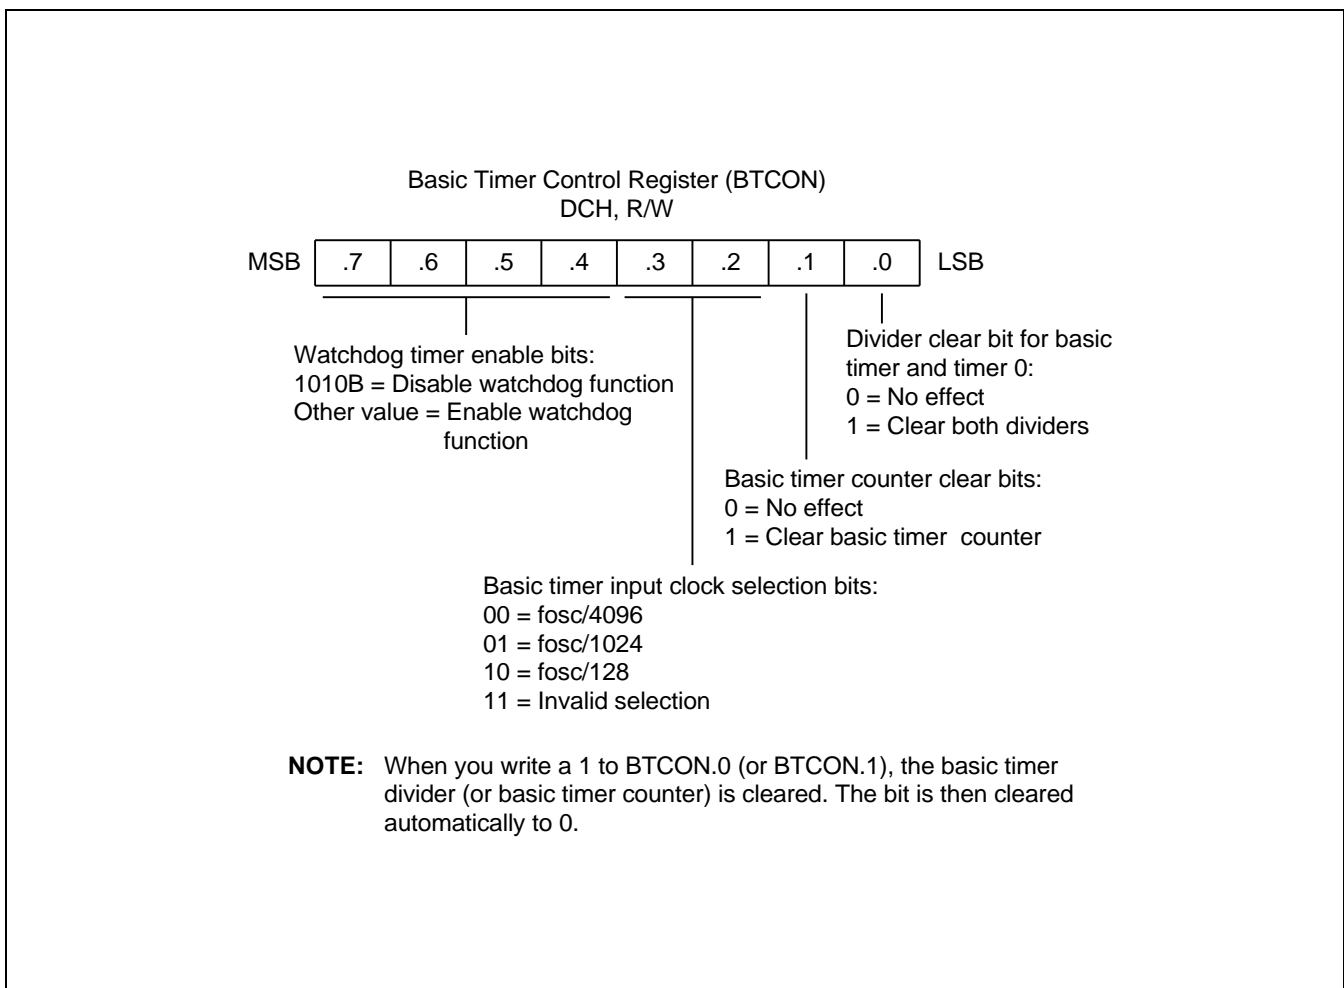 Basic Timer Control Register (BTCON)
DCH, R/W
MSB .7 .6 .5 .4 .3 .2 .1 .0 LSB
Watchdog timer enable bits:
1010B = Disable watchdog function
Other value = Enable watchdog
function
Divider clear bit for basic
timer and timer 0:
0 = No effect
1 = Clear both dividers
Basic timer counter clear bits:
0 = No effect
1 = Clear basic timer counter
Basic timer input clock selection bits:
00 = fosc/4096
01 = fosc/1024
10 = fosc/128
11 = Invalid selection
NOTE: When you write a 1 to BTCON.0 (or BTCON.1), the basic timer
divider (or basic timer counter) is cleared. The bit is then cleared
automatically to 0.